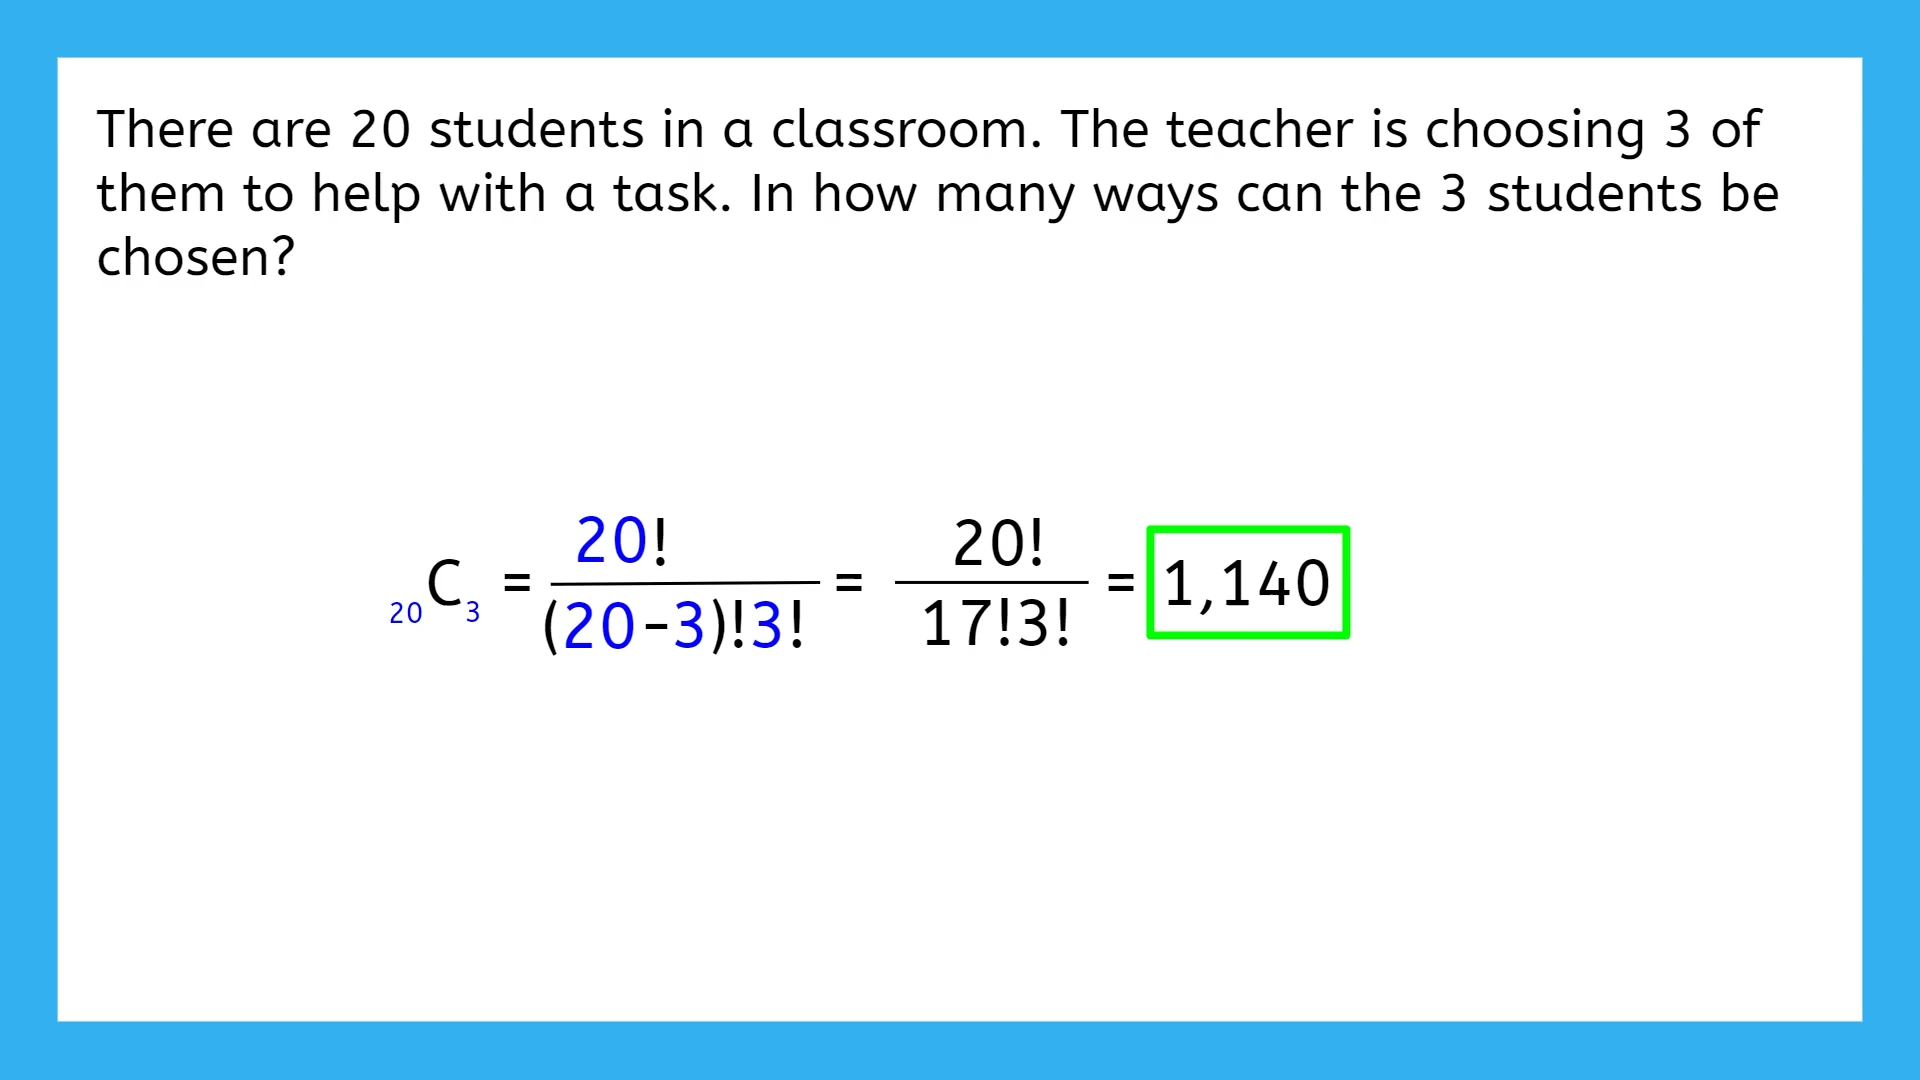 There are 20 students in a classroom. The teacher is choosing 3 of
them to help with a task. In how many ways can the 3 students be
chosen?
20C3 = 20! / (20-3)!3! = 20! / 17!3! = 1,140